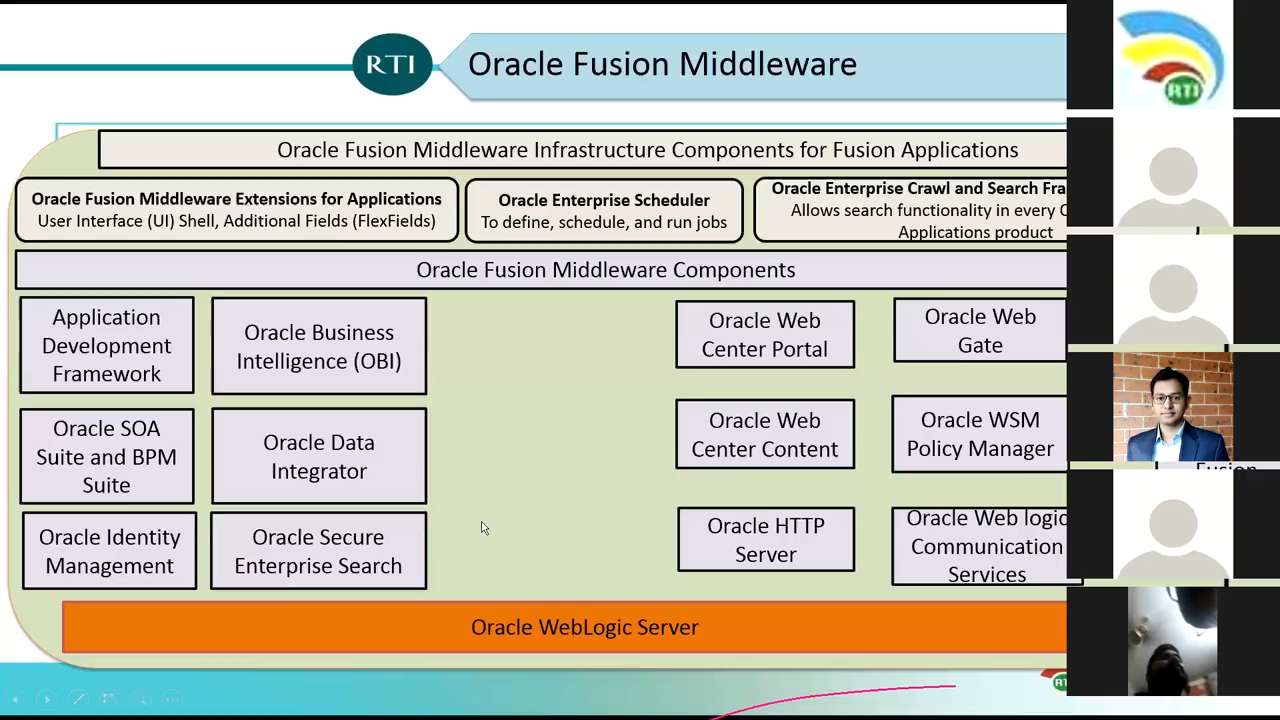 RTI
Oracle Fusion Middleware
RTI
Oracle Fusion Middleware Infrastructure Components for Fusion Applications
Oracle Fusion Middleware Extensions for Applications
User Interface (UI) Shell, Additional Fields (FlexFields)
Oracle Enterprise Scheduler
To define, schedule, and run jobs
Oracle Enterprise Crawl and Search
Allows search functionality in every
Applications product
Oracle Fusion Middleware Components
Application
Development
Framework
Oracle Business
Intelligence (OBI)
Oracle Web
Center Portal
Oracle Web
Gate
Oracle SOA
Suite and BPM
Suite
Oracle Data
Integrator
Oracle Web
Center Content
Oracle WSM
Policy Manager
Fusion
Oracle Identity
Management
Oracle Secure
Enterprise Search
Oracle HTTP
Server
Oracle Web logic
Communication
Services
Oracle WebLogic Server